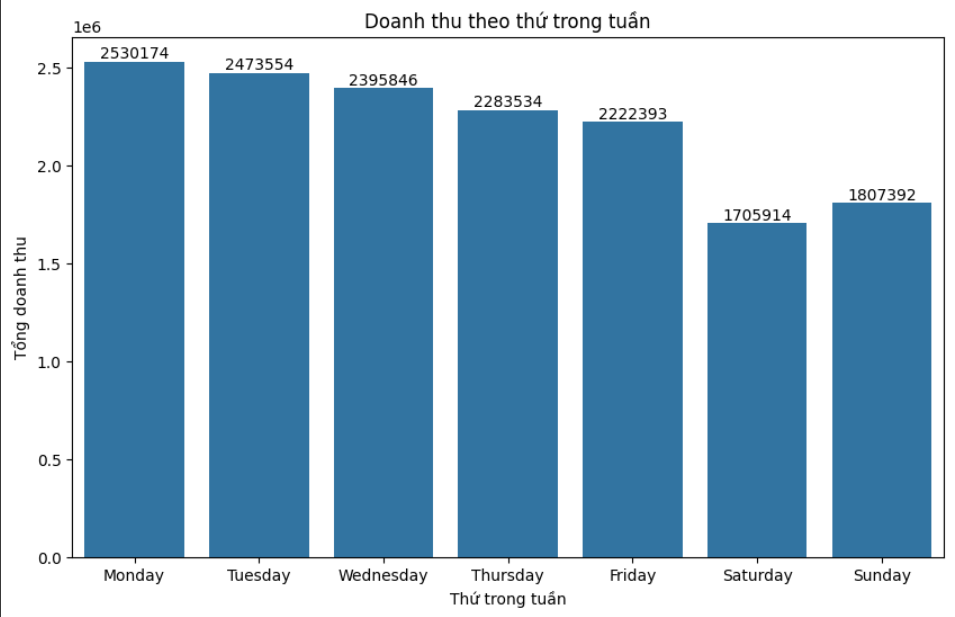 Doanh thu theo thứ trong tuần
1e6
2530174
2473554
2395846
2283534
2222393
1705914
1807392
2.5
2.0
1.5
1.0
0.5
0.0
Tổng doanh thu
Monday
Tuesday
Wednesday
Thursday
Friday
Saturday
Sunday
Thứ trong tuần